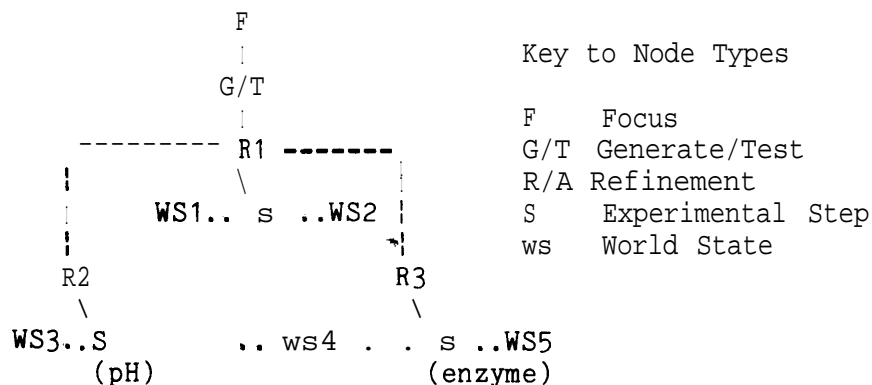 F
Key to Node Types
G/T
F Focus
R1
G/T Generate/Test
R/A Refinement
WS1.. s ..WS2
S Experimental Step
ws World State
R2 R3
WS3..S .. ws4 . . s ..WS5
(pH) (enzyme)